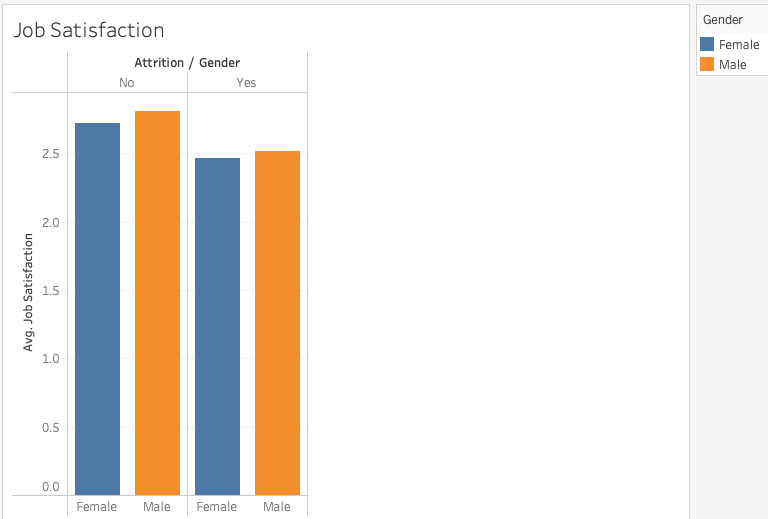 Job Satisfaction
Gender
Female
Male
Attrition / Gender
No Yes
2.5
2.0
1.5
1.0
0.5
0.0
Avg. Job Satisfaction
Female Male Female Male